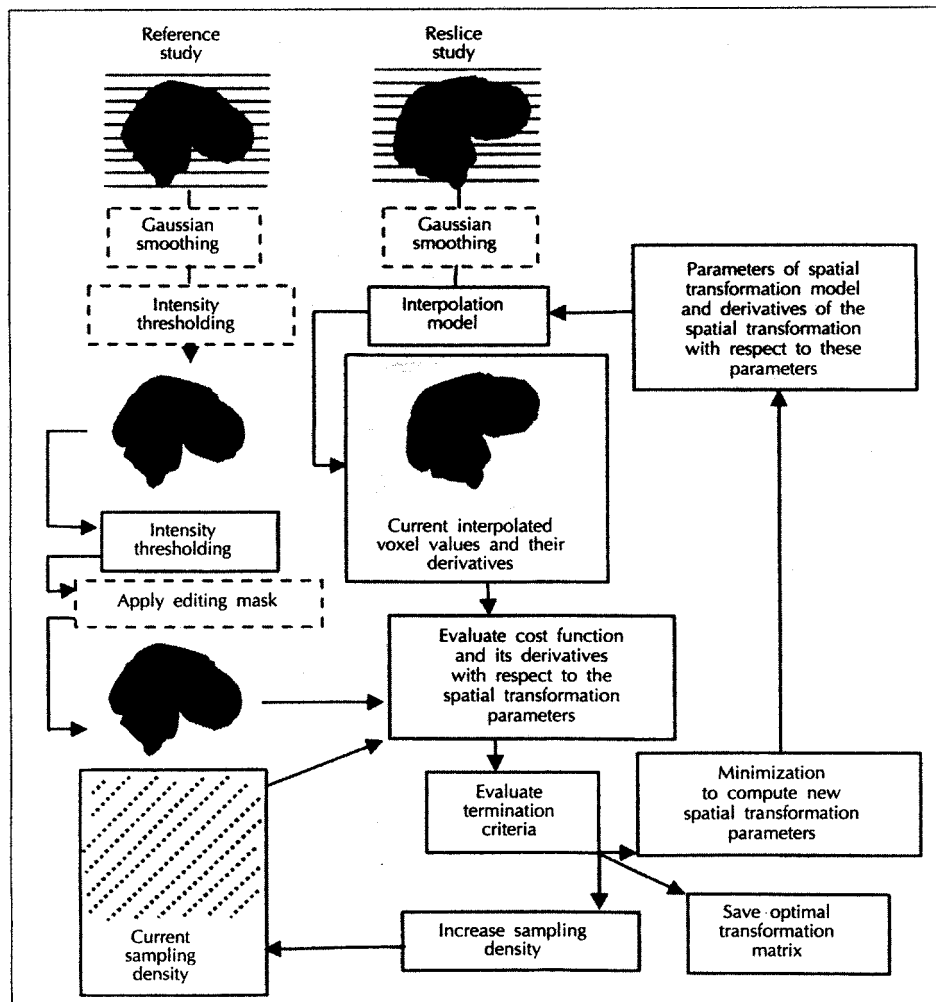 Reference
study
Reslice
study
Gaussian
smoothing
Gaussian
smoothing
Intensity
thresholding
Interpolation
model
Parameters of spatial
transformation model
and derivatives of the
spatial transformation
with respect to these
parameters
Current interpolated
voxel values and their
derivatives
Intensity
thresholding
Apply editing mask
Evaluate cost function
and its derivatives
with respect to the
spatial transformation
parameters
Evaluate
termination
criteria
Minimization
to compute new
spatial transformation
parameters
Current
sampling
density
Increase sampling
density
Save optimal
transformation
matrix